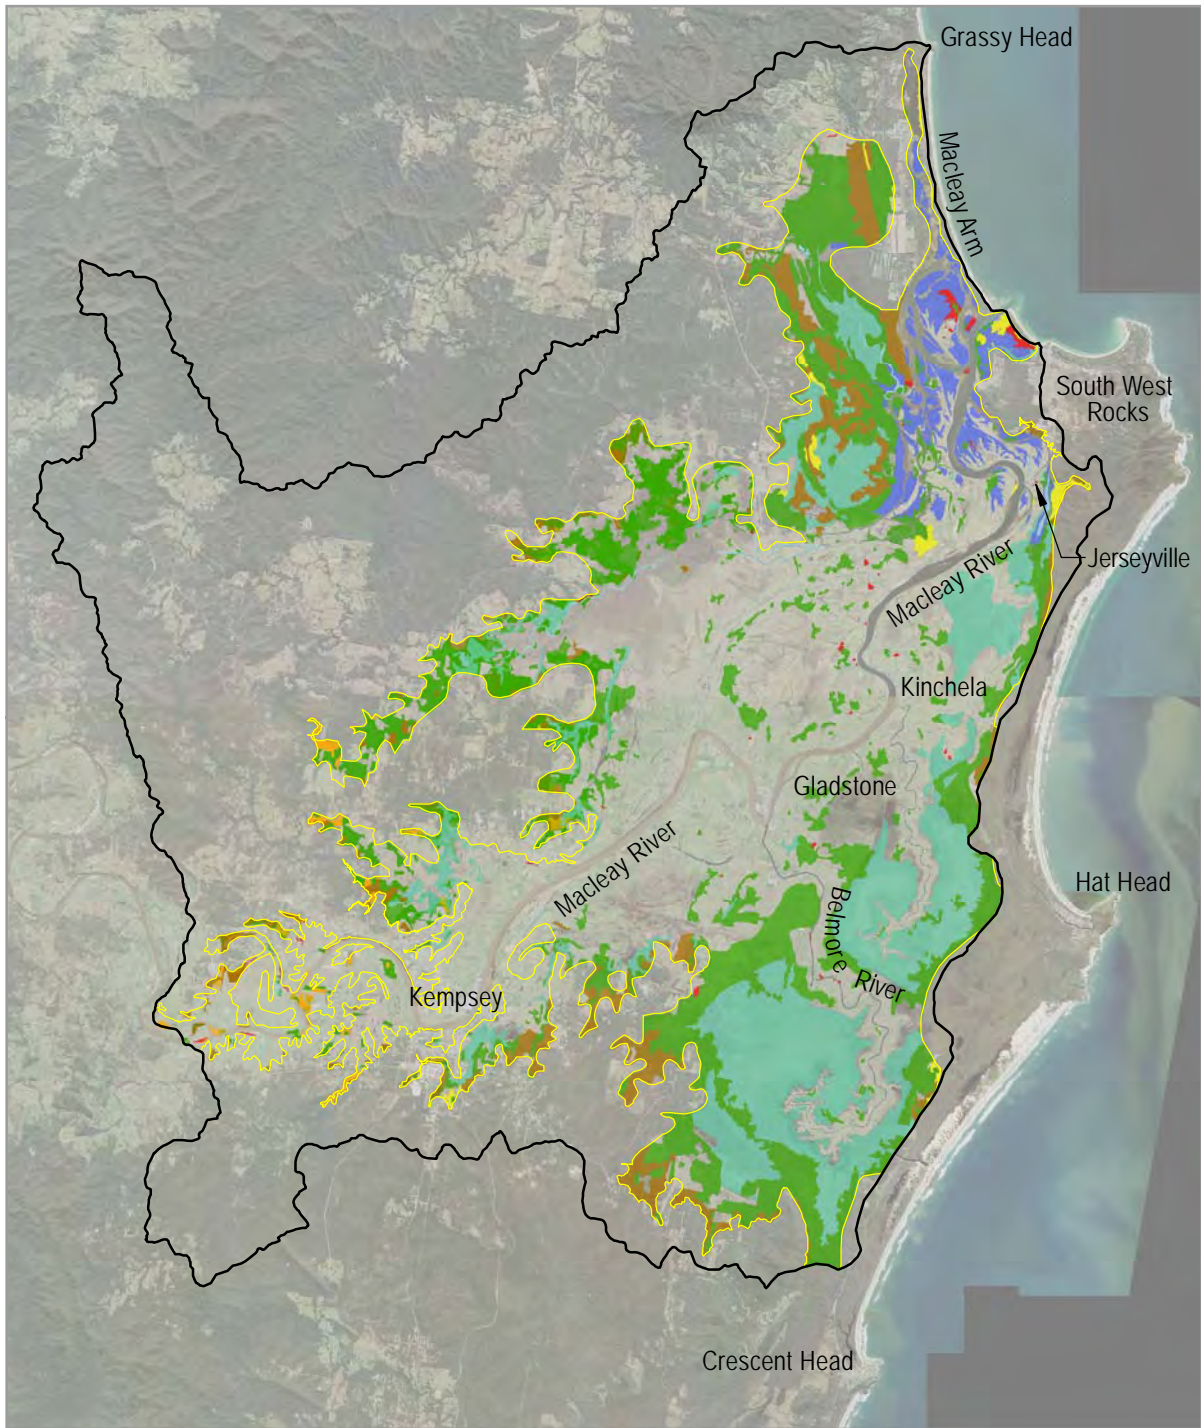 Grassy Head
Macleay Arm
South West
Rocks
Jerseyville
Macleay River
Kinchela
Gladstone
Macleay River
Hat Head
Belmore River
Kempsey
Crescent Head